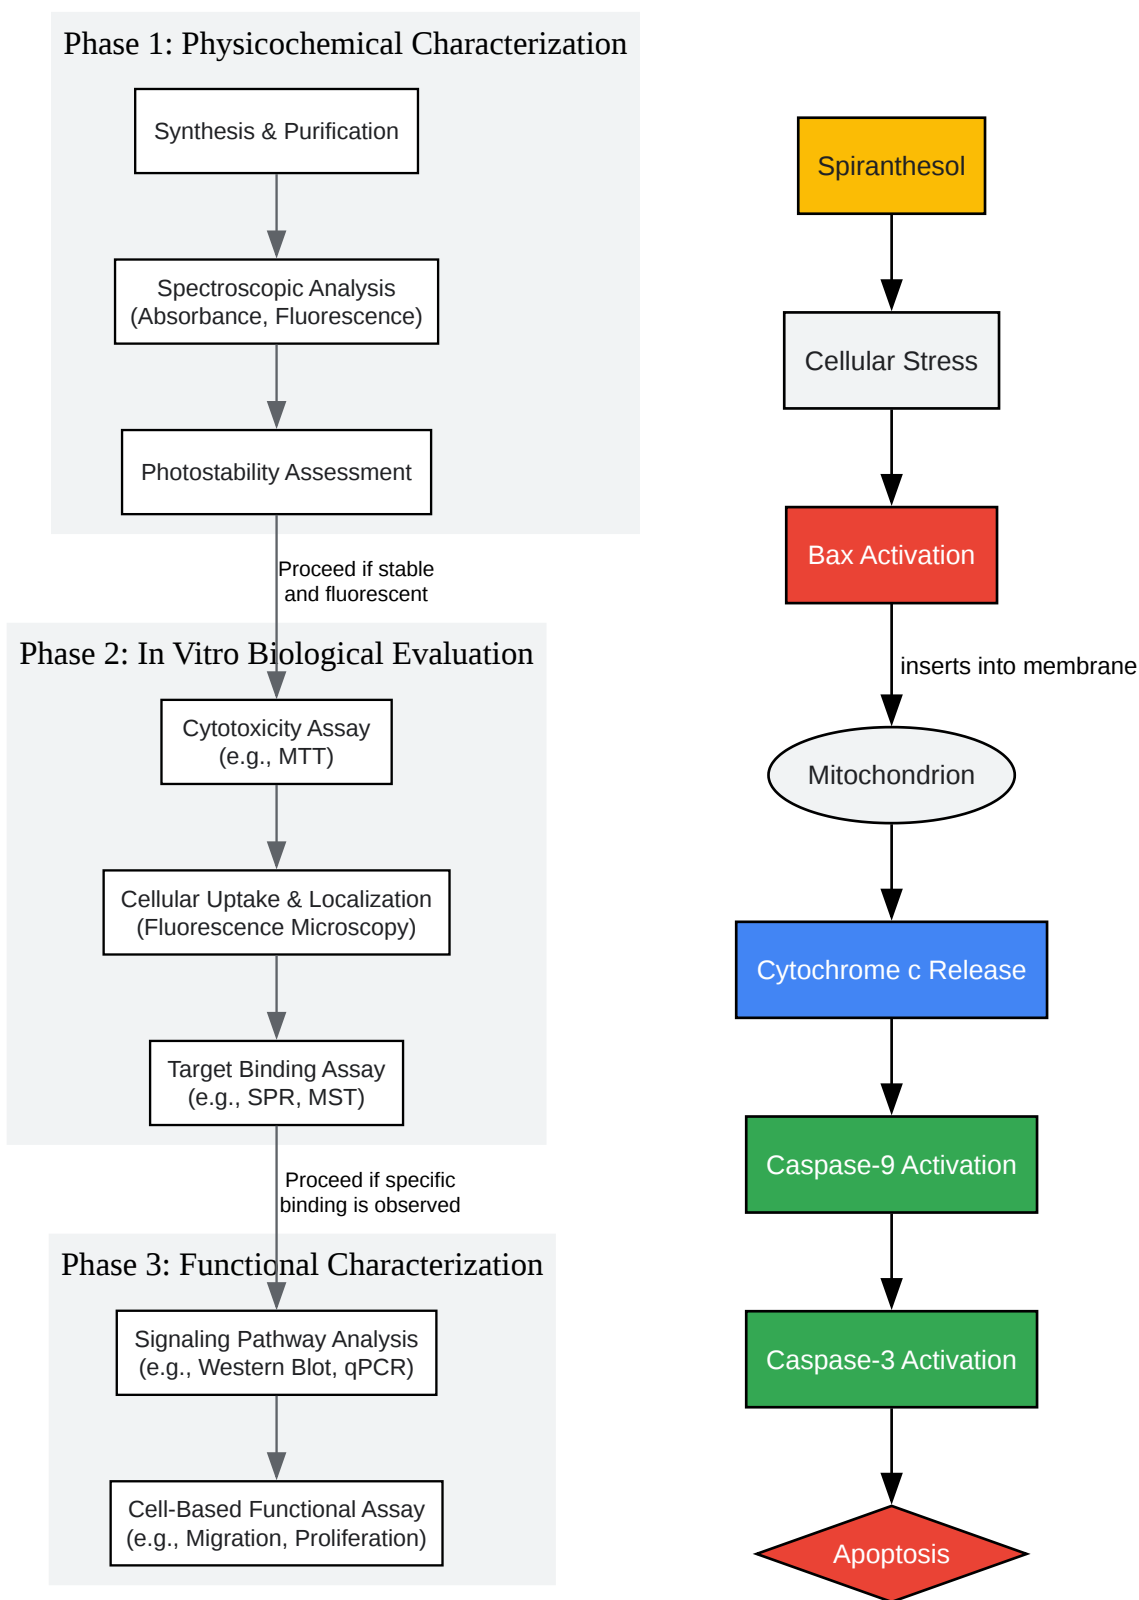 Phase 1: Physicochemical Characterization
Synthesis & Purification
Spectroscopic Analysis
(Absorbance, Fluorescence)
Photostability Assessment
Proceed if stable
and fluorescent
Phase 2: In Vitro Biological Evaluation
Cytotoxicity Assay
(e.g., MTT)
Cellular Uptake & Localization
(Fluorescence Microscopy)
Target Binding Assay
(e.g., SPR, MST)
Proceed if specific
binding is observed
Phase 3: Functional Characterization
Signaling Pathway Analysis
(e.g., Western Blot, qPCR)
Cell-Based Functional Assay
(e.g., Migration, Proliferation)
Spiranthesol
Cellular Stress
Bax Activation
inserts into membrane
Mitochondrion
Cytochrome c Release
Caspase-9 Activation
Caspase-3 Activation
Apoptosis